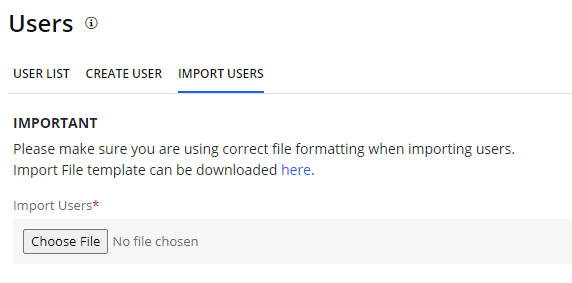 Users
USER LIST CREATE USER IMPORT USERS
IMPORTANT
Please make sure you are using correct file formatting when importing users.
Import File template can be downloaded here.
Import Users*
Choose File No file chosen